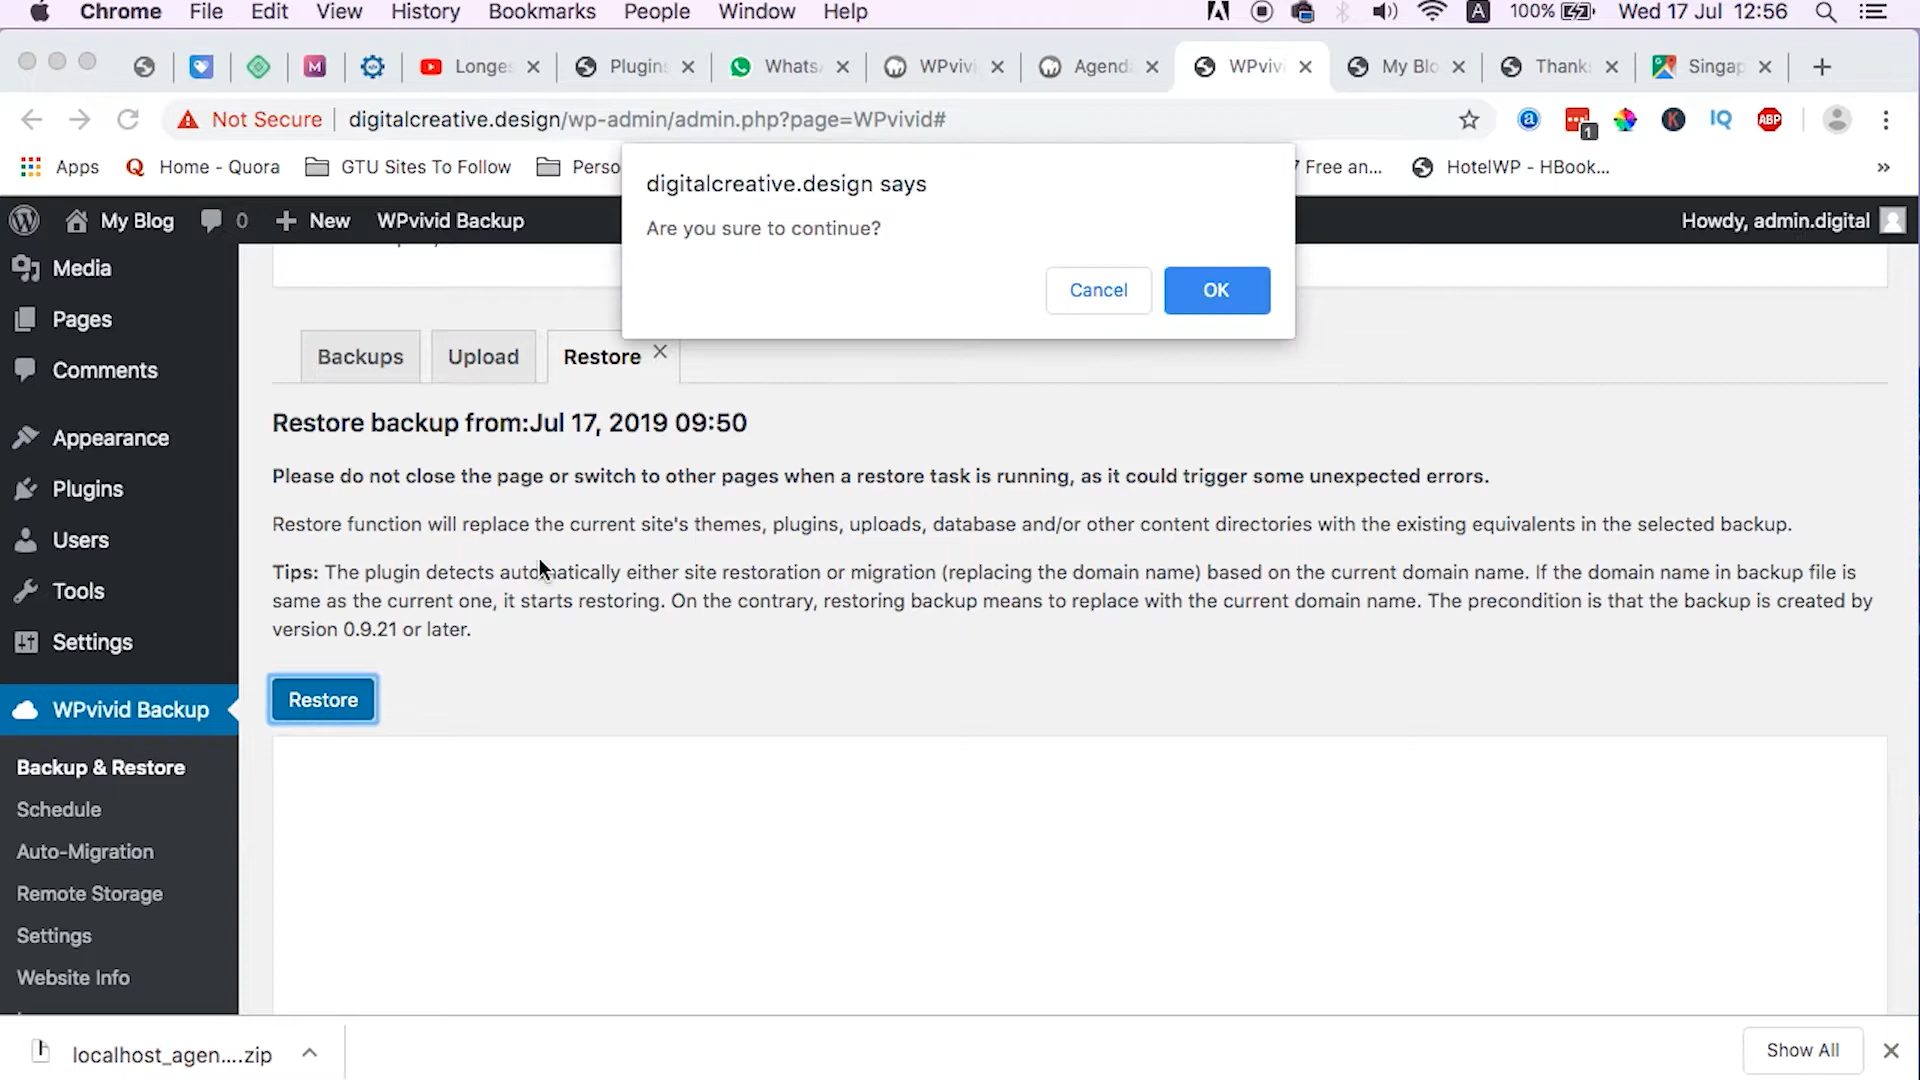 Chrome File Edit View History Bookmarks People Window Help
A 100% Wed 17 Jul 12:56
M Longe Plugin WhatsA WPvivi Agend WPvivi My Blo Thank Singap
Not Secure digitalcreative.design/wp-admin/admin.php?page=WPvivid#
a 1 K IQ ABP
Apps Q Home - Quora GTU Sites To Follow Perso
Free an... HotelWP - HBook... »
digitalcreative.design says
Are you sure to continue?
Cancel OK
My Blog 0 + New WPvivid Backup
Howdy, admin.digital
Media
Pages
Comments
Appearance
Plugins
Users
Tools
Settings
WPvivid Backup
Backup & Restore
Schedule
Auto-Migration
Remote Storage
Settings
Website Info
Backups Upload Restore
Restore backup from:Jul 17, 2019 09:50
Please do not close the page or switch to other pages when a restore task is running, as it could trigger some unexpected errors.
Restore function will replace the current site's themes, plugins, uploads, database and/or other content directories with the existing equivalents in the selected backup.
Tips: The plugin detects automatically either site restoration or migration (replacing the domain name) based on the current domain name. If the domain name in backup file is
same as the current one, it starts restoring. On the contrary, restoring backup means to replace with the current domain name. The precondition is that the backup is created by
version 0.9.21 or later.
Restore
localhost_agen....zip
Show All